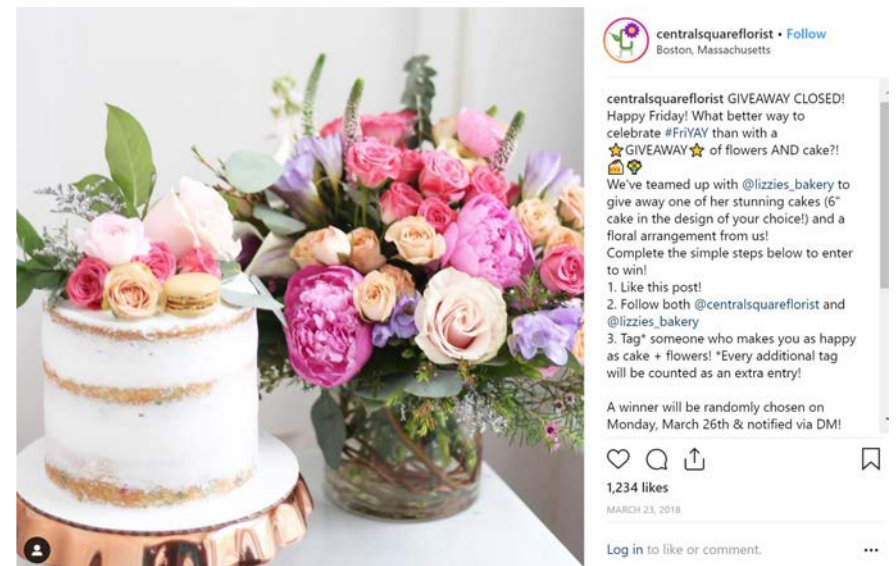 centralsquareflorist • Follow
Boston, Massachusetts
centralsquareflorist GIVEAWAY CLOSED!
Happy Friday! What better way to
celebrate #FriYAY than with a
⭐GIVEAWAY⭐ of flowers AND cake?!
🍰💐
We've teamed up with @lizzies_bakery to
give away one of her stunning cakes (6"
cake in the design of your choice!) and a
floral arrangement from us!
Complete the simple steps below to enter
to win!
1. Like this post!
2. Follow both @centralsquareflorist and
@lizzies_bakery
3. Tag* someone who makes you as happy
as cake + flowers! *Every additional tag
will be counted as an extra entry!
A winner will be randomly chosen on
Monday, March 26th & notified via DM!
1,234 likes
MARCH 23, 2018
Log in to like or comment.